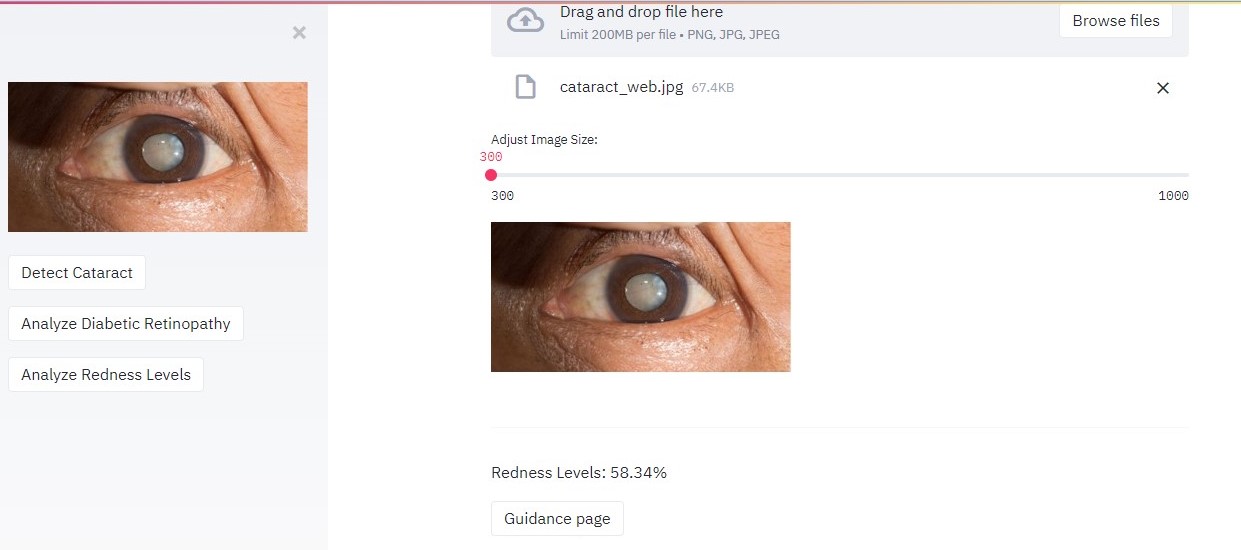 Detect Cataract
Analyze Diabetic Retinopathy
Analyze Redness Levels
Drag and drop file here
Limit 200MB per file • PNG, JPG, JPEG
Browse files
cataract_web.jpg 67.4KB
Adjust Image Size:
300
300
1000
Redness Levels: 58.34%
Guidance page